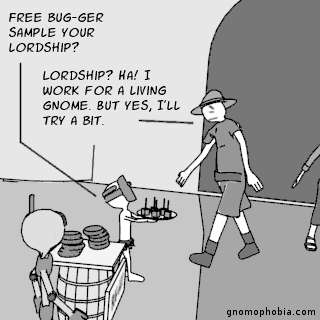 FREE BUG-GER
SAMPLE YOUR
LORDSHIP?
LORDSHIP? HA! I
WORK FOR A LIVING
GNOME. BUT YES, I'LL
TRY A BIT.
gnomophobia.com